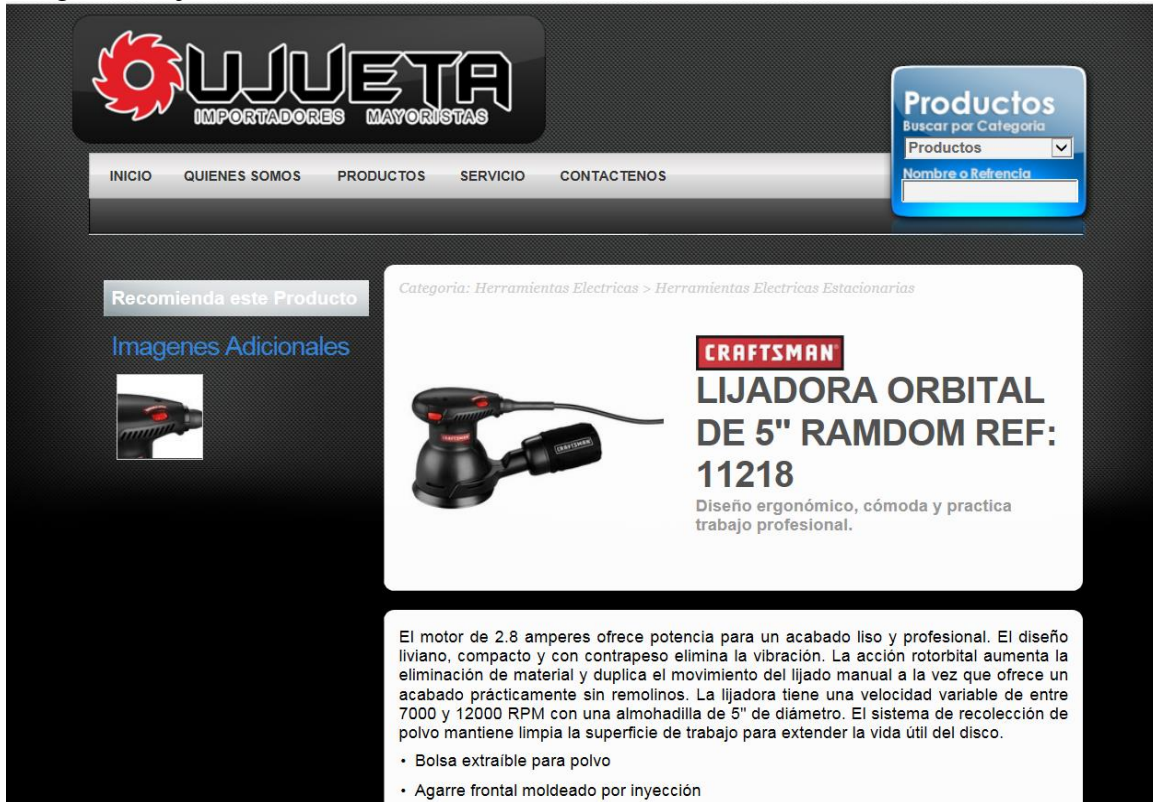 UJUETA
IMPORTADORES MAYORISTAS
Productos
Buscar por Categoria
Productos
Nombre o Refrencia
INICIO QUIENES SOMOS PRODUCTOS SERVICIO CONTACTENOS
Recomienda este Producto
Imagenes Adicionales
Categoria: Herramientas Electricas > Herramientas Electricas Estacionarias
CRAFTSMAN
LIJADORA ORBITAL
DE 5" RAMDOM REF:
11218
Diseño ergonómico, cómoda y practica
trabajo profesional.
CRAFTSMAN
CRAFTSMAN
El motor de 2.8 amperes ofrece potencia para un acabado liso y profesional. El diseño
liviano, compacto y con contrapeso elimina la vibración. La acción rotorbital aumenta la
eliminación de material y duplica el movimiento del lijado manual a la vez que ofrece un
acabado prácticamente sin remolinos. La lijadora tiene una velocidad variable de entre
7000 y 12000 RPM con una almohadilla de 5" de diámetro. El sistema de recolección de
polvo mantiene limpia la superficie de trabajo para extender la vida útil del disco.
• Bolsa extraíble para polvo
• Agarre frontal moldeado por inyección